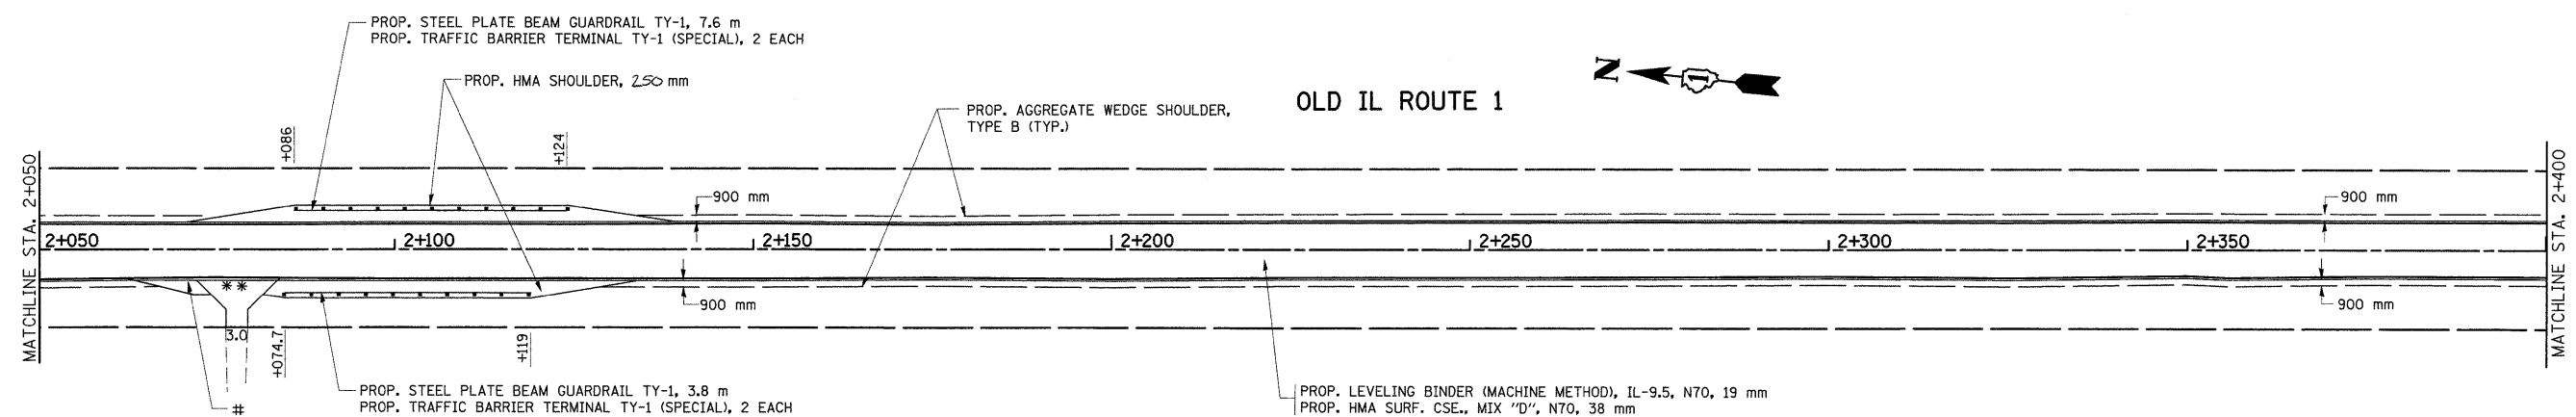 PROP. STEEL PLATE BEAM GUARDRAIL TY-1, 7.6 m
PROP. TRAFFIC BARRIER TERMINAL TY-1 (SPECIAL), 2 EACH
PROP. HMA SHOULDER, 250 mm
PROP. AGGREGATE WEDGE SHOULDER,
TYPE B (TYP.)
OLD IL ROUTE 1
N
1
MATCHLINE STA. 2+050
+086
+124
900 mm
900 mm
MATCHLINE STA. 2+400
2+050
2+100
2+150
2+200
2+250
2+300
2+350
**
900 mm
900 mm
3.0
+074.7
+119
#
PROP. STEEL PLATE BEAM GUARDRAIL TY-1, 3.8 m
PROP. TRAFFIC BARRIER TERMINAL TY-1 (SPECIAL), 2 EACH
PROP. LEVELING BINDER (MACHINE METHOD), IL-9.5, N70, 19 mm
PROP. HMA SURF. CSE., MIX "D", N70, 38 mm